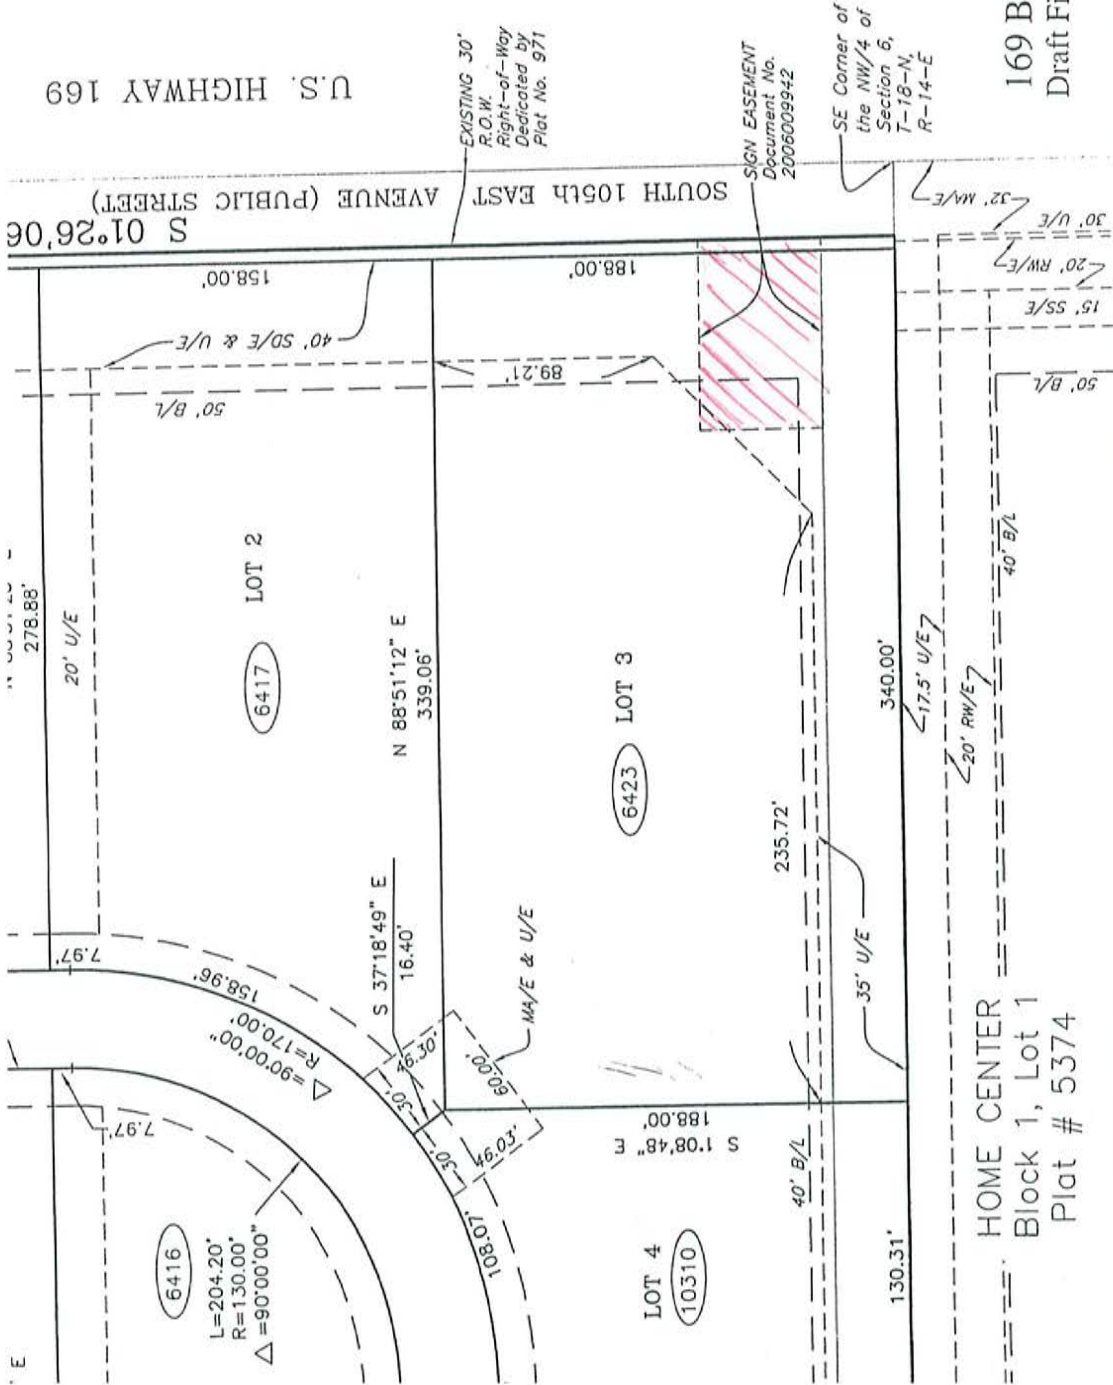 U.S. HIGHWAY 169
SOUTH 105th EAST AVENUE (PUBLIC STREET)
S 01°26'06
EXISTING 30'
R.O.W.
Right-of-Way
Dedicated by
Plat No. 971
SIGN EASEMENT
Document No.
2006009942
SE Corner of
the NW/4 of
Section 6,
T-18-N,
R-14-E
169 B
Draft Fi
158.00'
188.00'
40' SD/E & U/E
50' B/L
89.21'
32' MA/E
30' U/E
20' RW/E
15' SS/E
50' B/L
278.88'
20' U/E
LOT 2
6417
N 88°51'12" E
339.06'
LOT 3
6423
235.72'
340.00'
17.5' U/E
20' RW/E
40' B/L
35' U/E
7.97'
158.96'
R=170.00'
△=90°00'00"
S 37°18'49" E
16.40'
46.30'
30'
60.00'
MA/E & U/E
30'
46.03'
S 1°08'48" E
188.00'
7.97'
6416
L=204.20'
R=130.00'
△=90°00'00"
108.07'
LOT 4
10310
40' B/L
130.31'
HOME CENTER
Block 1, Lot 1
Plat # 5374
E